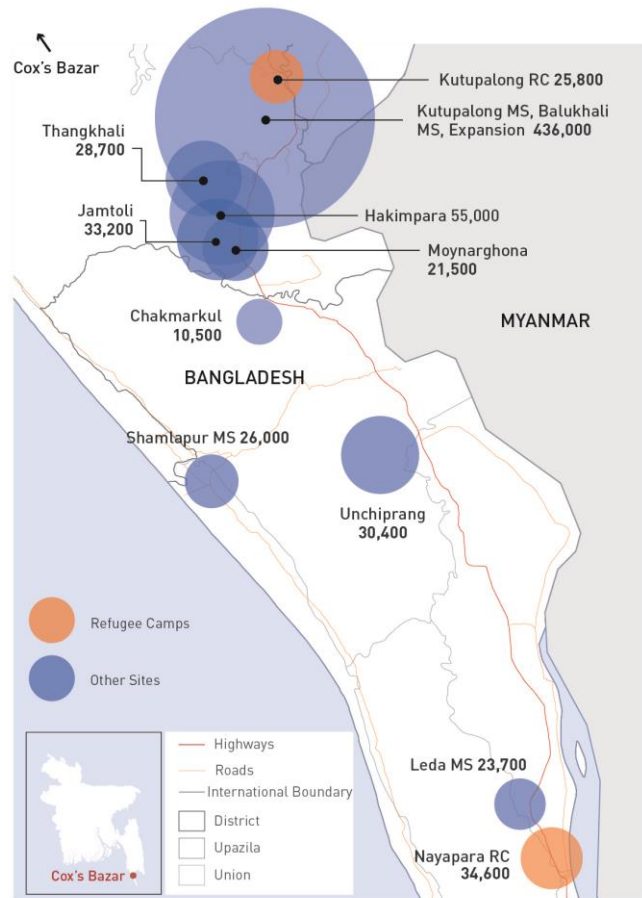 Cox's Bazar
Kutupalong RC 25,800
Kutupalong MS, Balukhali
MS, Expansion 436,000
Thangkhali
28,700
Jamtoli
33,200
Hakimpara 55,000
Moynarghona
21,500
Chakmarkul
10,500
MYANMAR
BANGLADESH
Shamlapur MS 26,000
Unchiprang
30,400
Refugee Camps
Other Sites
Highways
Roads
International Boundary
District
Upazila
Union
Cox's Bazar
Leda MS 23,700
Nayapara RC
34,600